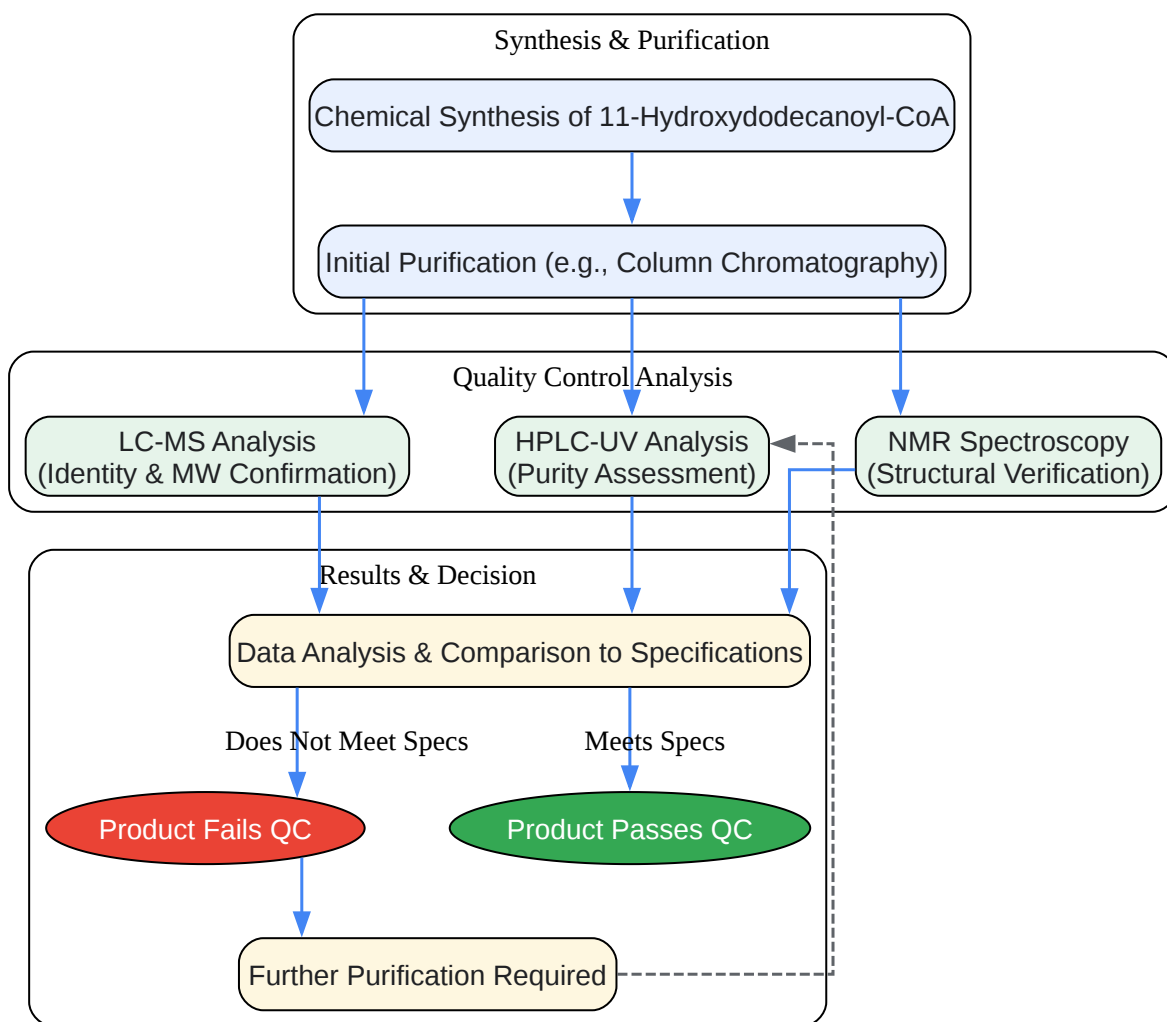 Synthesis & Purification
Chemical Synthesis of 11-Hydroxydodecanoyl-CoA
Initial Purification (e.g., Column Chromatography)
Quality Control Analysis
LC-MS Analysis
(Identity & MW Confirmation)
HPLC-UV Analysis
(Purity Assessment)
NMR Spectroscopy
(Structural Verification)
Results & Decision
Data Analysis & Comparison to Specifications
Does Not Meet Specs
Meets Specs
Product Fails QC
Product Passes QC
Further Purification Required